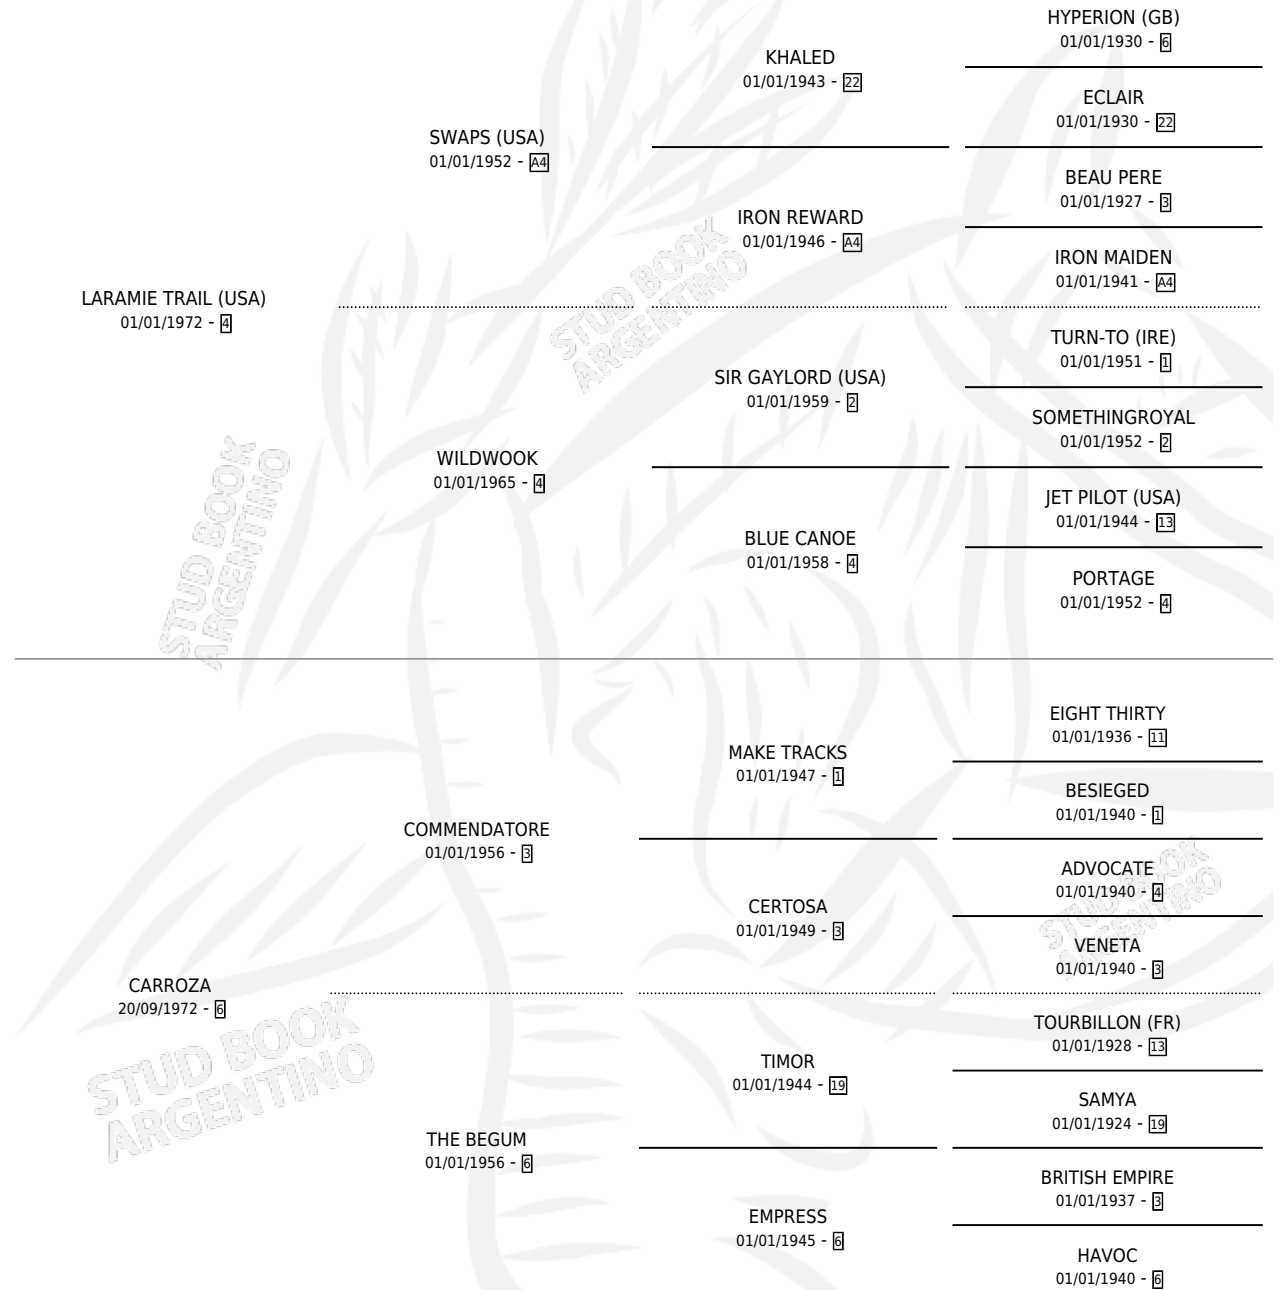 HYPERION (GB)
01/01/1930 - 6
KHALED
01/01/1943 - 22
ECLAIR
01/01/1930 - 22
SWAPS (USA)
01/01/1952 - A4
BEAU PERE
01/01/1927 - 3
IRON REWARD
01/01/1946 - A4
IRON MAIDEN
01/01/1941 - A4
LARAMIE TRAIL (USA)
01/01/1972 - 4
TURN-TO (IRE)
01/01/1951 - 1
SIR GAYLORD (USA)
01/01/1959 - 2
SOMETHINGROYAL
01/01/1952 - 2
WILDWOOK
01/01/1965 - 4
JET PILOT (USA)
01/01/1944 - 13
BLUE CANOE
01/01/1958 - 4
PORTAGE
01/01/1952 - 4
EIGHT THIRTY
01/01/1936 - 11
MAKE TRACKS
01/01/1947 - 1
BESIEGED
01/01/1940 - 1
COMMENDATORE
01/01/1956 - 3
ADVOCATE
01/01/1940 - 4
CERTOSA
01/01/1949 - 3
VENETA
01/01/1940 - 3
CARROZA
20/09/1972 - 6
TOURBILLON (FR)
01/01/1928 - 13
TIMOR
01/01/1944 - 19
SAMYA
01/01/1924 - 19
THE BEGUM
01/01/1956 - 6
BRITISH EMPIRE
01/01/1937 - 3
EMPRESS
01/01/1945 - 6
HAVOC
01/01/1940 - 6
STUD BOOK
ARGENTINO
STUD BOOK
ARGENTINO
STUD BOOK
ARGENTINO
STUD BOOK
ARGENTINO